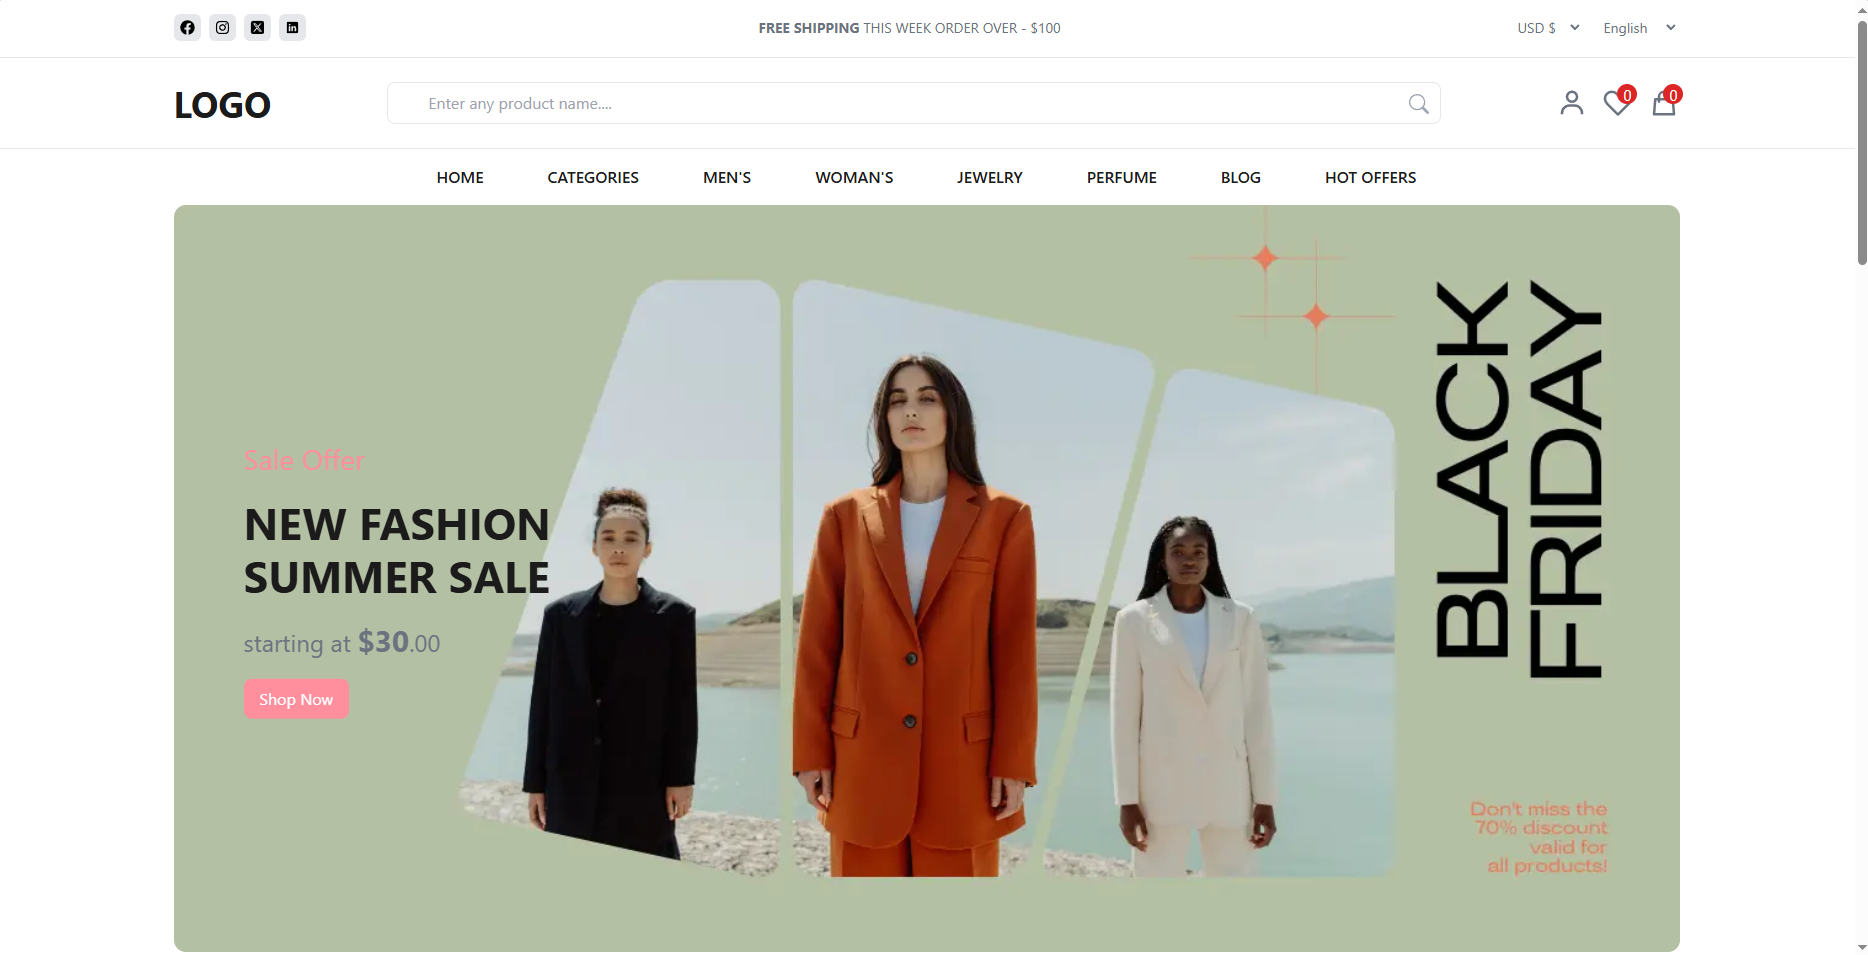 FREE SHIPPING THIS WEEK ORDER OVER - $100
USD $
English
LOGO
Enter any product name....
0
0
HOME
CATEGORIES
MEN'S
WOMAN'S
JEWELRY
PERFUME
BLOG
HOT OFFERS
Sale Offer
NEW FASHION
SUMMER SALE
starting at $30.00
Shop Now
BLACK
FRIDAY
Don't miss the
70% discount
valid for
all products!